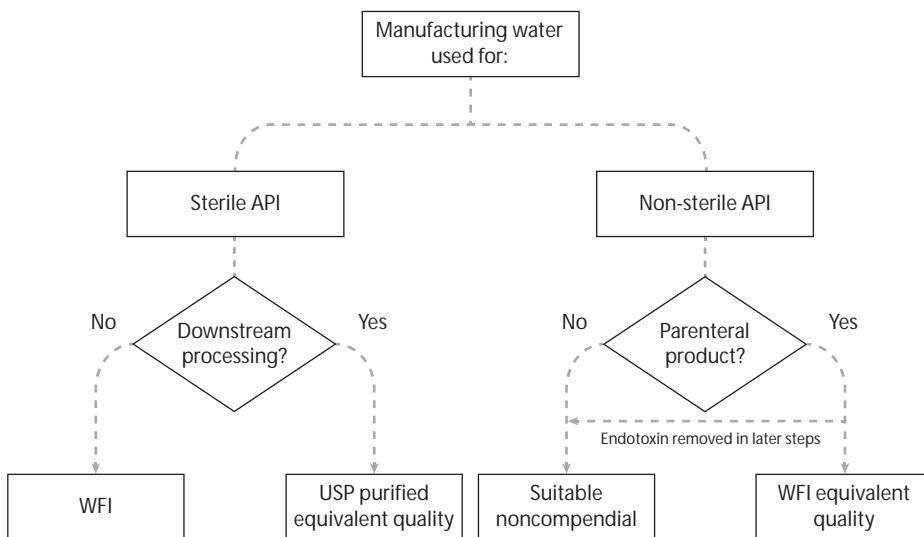 Manufacturing water
used for:
Sterile API
Non-sterile API
No
Downstream
processing?
Yes
No
Parenteral
product?
Yes
Endotoxin removed in later steps
WFI
USP purified
equivalent quality
Suitable
noncompendial
WFI equivalent
quality